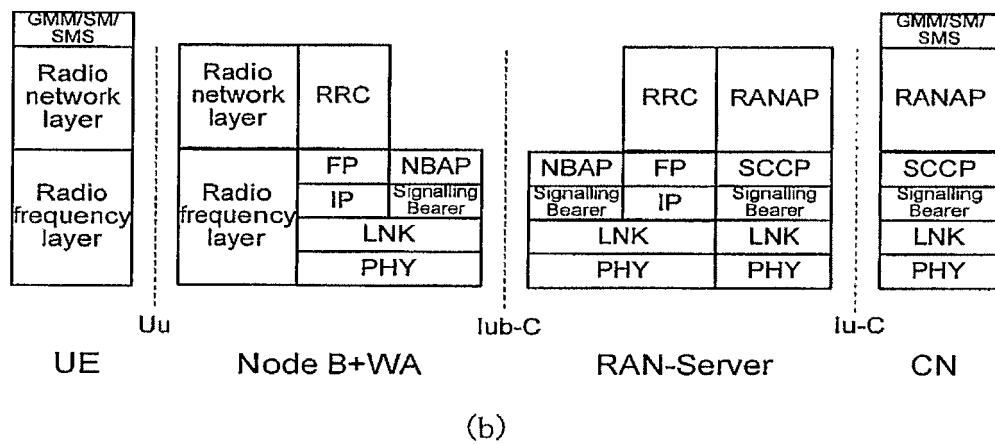 GMM/SM/
SMS
Radio
network
layer
Radio
frequency
layer
Radio
network
layer
RRC
Radio
frequency
layer
FP
NBAP
IP
Signalling
Bearer
LNK
PHY
RRC
RANAP
NBAP
FP
SCCP
Signalling
Bearer
IP
Signalling
Bearer
LNK
LNK
PHY
PHY
GMM/SM/
SMS
RANAP
SCCP
Signalling
Bearer
LNK
PHY
Uu
Iub-C
Iu-C
UE
Node B+WA
RAN-Server
CN
(b)